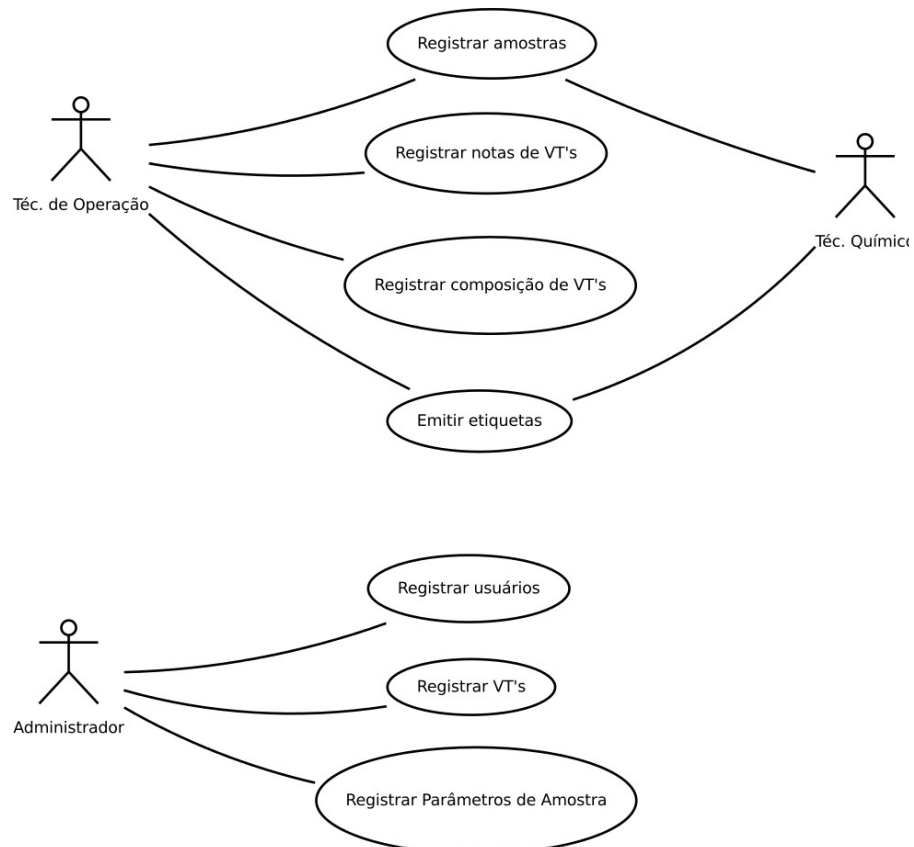 Registrar amostras
Registrar notas de VT's
Téc. de Operação
Téc. Químico
Registrar composição de VT's
Emitir etiquetas
Registrar usuários
Registrar VT's
Administrador
Registrar Parâmetros de Amostra